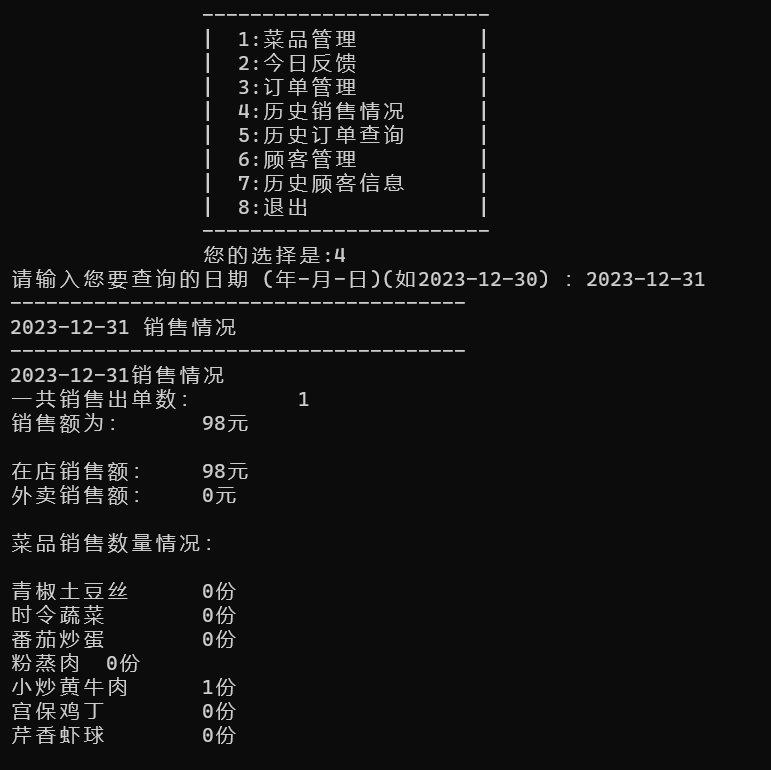 ------------------------
|  1:菜品管理          |
|  2:今日反馈          |
|  3:订单管理          |
|  4:历史销售情况      |
|  5:历史订单查询      |
|  6:顾客管理          |
|  7:历史顾客信息      |
|  8:退出              |
------------------------
您的选择是:4
请输入您要查询的日期 (年-月-日)(如2023-12-30) : 2023-12-31
--------------------------------------
2023-12-31 销售情况
--------------------------------------
2023-12-31销售情况
一共销售出单数:         1
销售额为:       98元
在店销售额:     98元
外卖销售额:     0元
菜品销售数量情况:
青椒土豆丝      0份
时令蔬菜        0份
番茄炒蛋        0份
粉蒸肉  0份
小炒黄牛肉      1份
宫保鸡丁        0份
芹香虾球        0份